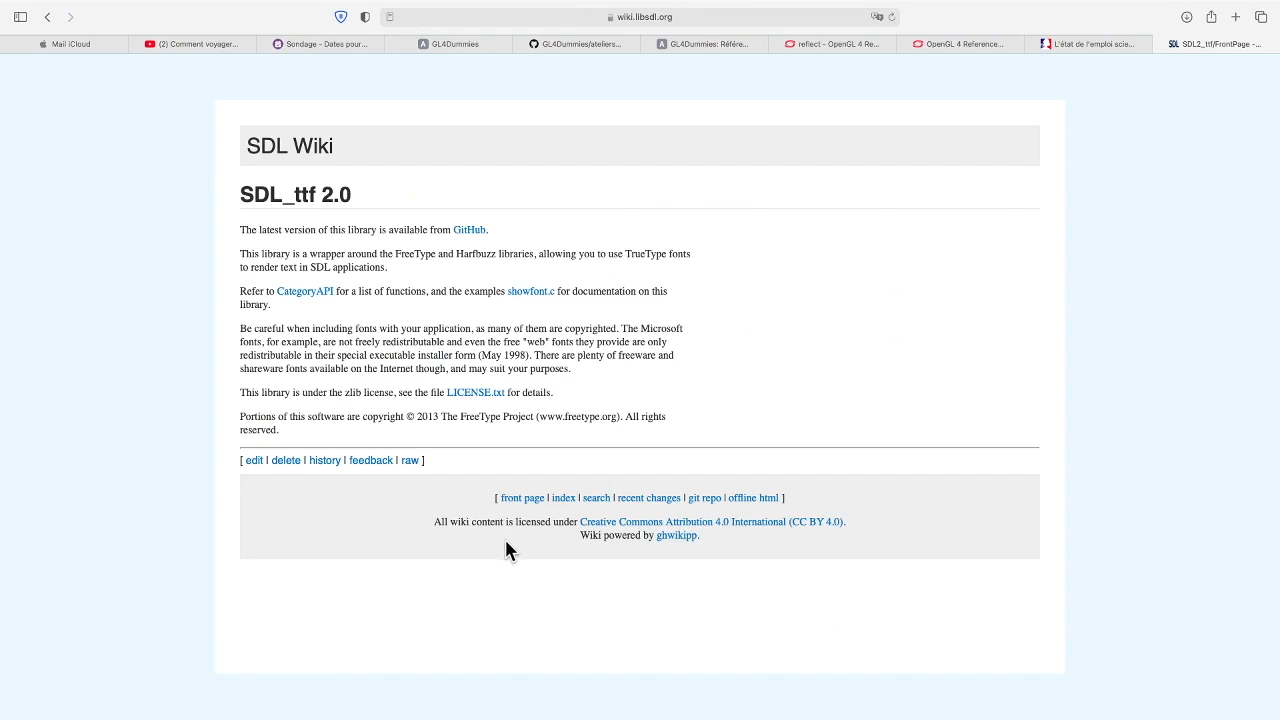 wiki.libsdl.org
Mail iCloud
(2) Comment voyager...
Sondage - Dates pour...
GL4Dummies
GL4Dummies/ateliers...
GL4Dummies: Référe...
reflect - OpenGL 4 Re...
OpenGL 4 Reference...
L'état de l'emploi scie...
SDL SDL2_ttf/FrontPage -...
SDL Wiki
SDL_ttf 2.0
The latest version of this library is available from GitHub.
This library is a wrapper around the FreeType and Harfbuzz libraries, allowing you to use TrueType fonts
to render text in SDL applications.
Refer to CategoryAPI for a list of functions, and the examples showfont.c for documentation on this
library.
Be careful when including fonts with your application, as many of them are copyrighted. The Microsoft
fonts, for example, are not freely redistributable and even the free "web" fonts they provide are only
redistributable in their special executable installer form (May 1998). There are plenty of freeware and
shareware fonts available on the Internet though, and may suit your purposes.
This library is under the zlib license, see the file LICENSE.txt for details.
Portions of this software are copyright © 2013 The FreeType Project (www.freetype.org). All rights
reserved.
[ edit | delete | history | feedback | raw ]
[ front page | index | search | recent changes | git repo | offline html ]
All wiki content is licensed under Creative Commons Attribution 4.0 International (CC BY 4.0).
Wiki powered by ghwikipp.